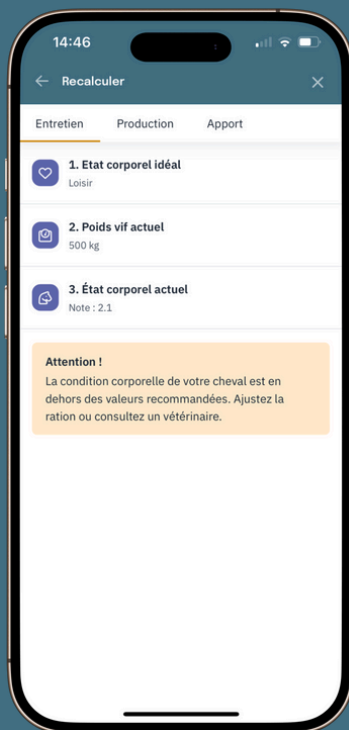 14:46
Recalculer
Entretien Production Apport
1. Etat corporel idéal
Loisir
2. Poids vif actuel
500 kg
3. État corporel actuel
Note : 2.1
Attention !
La condition corporelle de votre cheval est en
dehors des valeurs recommandées. Ajustez la
ration ou consultez un vétérinaire.